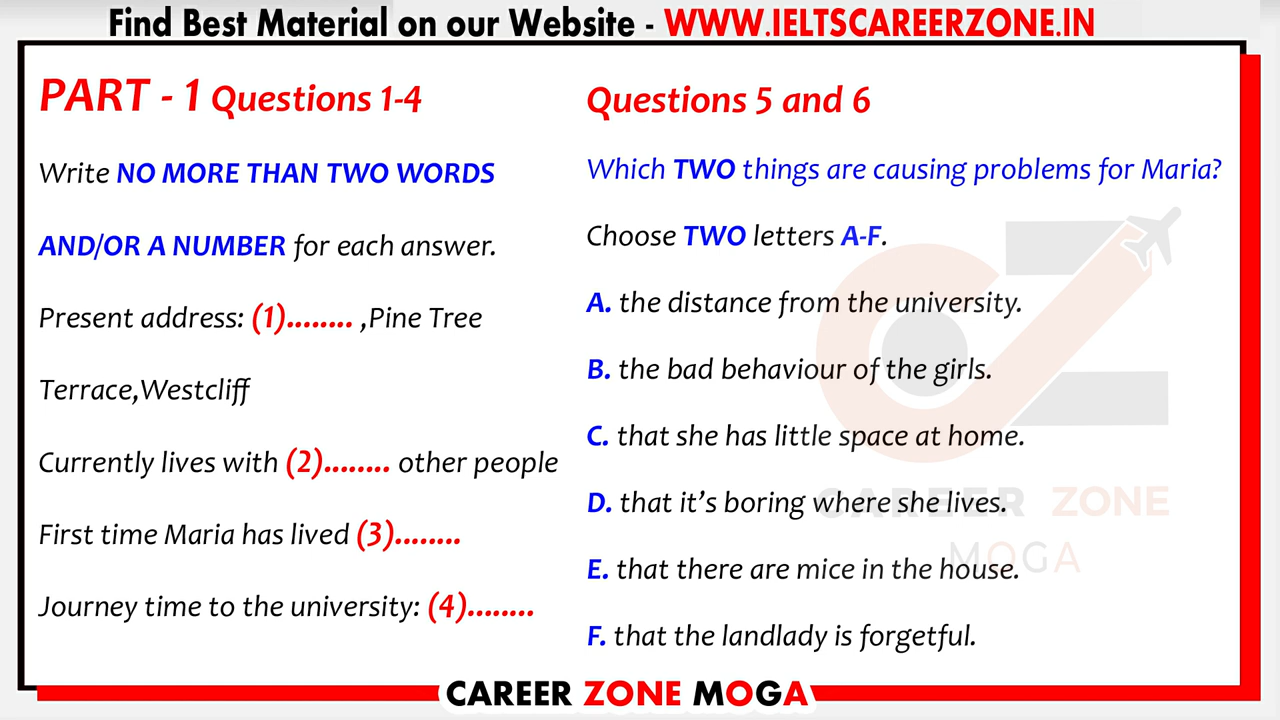 Find Best Material on our Website - WWW.IELTSCAREERZONE.IN
PART - 1 Questions 1-4
Write NO MORE THAN TWO WORDS
AND/OR A NUMBER for each answer.
Present address: (1)........ ,Pine Tree
Terrace,Westcliff
Currently lives with (2)........ other people
First time Maria has lived (3)........
Journey time to the university: (4)........
Questions 5 and 6
Which TWO things are causing problems for Maria?
Choose TWO letters A-F.
A. the distance from the university.
B. the bad behaviour of the girls.
C. that she has little space at home.
D. that it's boring where she lives.
E. that there are mice in the house.
F. that the landlady is forgetful.
CAREER ZONE
MOGA
CAREER ZONE MOGA